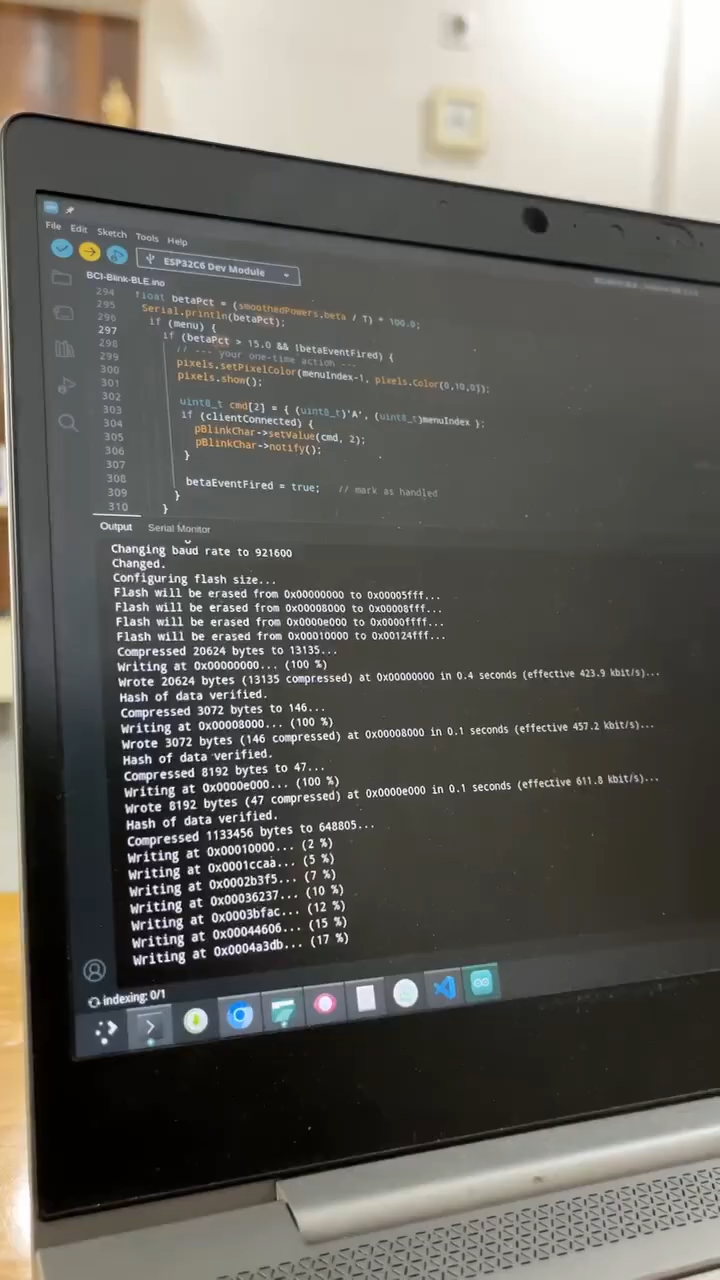 File Edit Sketch Tools Help
ESP32C6 Dev Module
BCI-Blink-BLE.ino
294 float betaPct = (smoothedPowers.beta / T) * 100.0;
295 Serial.println(betaPct);
296 if (menu) {
297 if (betaPct > 15.0 && !betaEventFired) {
298 // --- your one-time action ---
299 pixels.setPixelColor(menuIndex-1, pixels.Color(0,10,0));
300 pixels.show();
301
302 uint8_t cmd[2] = { (uint8_t)'A', (uint8_t)menuIndex };
303 if (clientConnected) {
304 pBlinkChar->setValue(cmd, 2);
305 pBlinkChar->notify();
306 }
307
308 betaEventFired = true; // mark as handled
309 }
310 }
Output Serial Monitor
Changing baud rate to 921600
Changed.
Configuring flash size...
Flash will be erased from 0x00000000 to 0x00005fff...
Flash will be erased from 0x00008000 to 0x00008fff...
Flash will be erased from 0x0000e000 to 0x0000ffff...
Flash will be erased from 0x00010000 to 0x00124fff...
Compressed 20624 bytes to 13135...
Writing at 0x00000000... (100 %)
Wrote 20624 bytes (13135 compressed) at 0x00000000 in 0.4 seconds (effective 423.9 kbit/s)...
Hash of data verified.
Compressed 3072 bytes to 146...
Writing at 0x00008000... (100 %)
Wrote 3072 bytes (146 compressed) at 0x00008000 in 0.1 seconds (effective 457.2 kbit/s)...
Hash of data verified.
Compressed 8192 bytes to 47...
Writing at 0x0000e000... (100 %)
Wrote 8192 bytes (47 compressed) at 0x0000e000 in 0.1 seconds (effective 611.8 kbit/s)...
Hash of data verified.
Compressed 1133456 bytes to 648805...
Writing at 0x00010000... (2 %)
Writing at 0x0001ccaa... (5 %)
Writing at 0x0002b3f5... (7 %)
Writing at 0x00036237... (10 %)
Writing at 0x0003bfac... (12 %)
Writing at 0x00044606... (15 %)
Writing at 0x0004a3db... (17 %)
indexing: 0/1